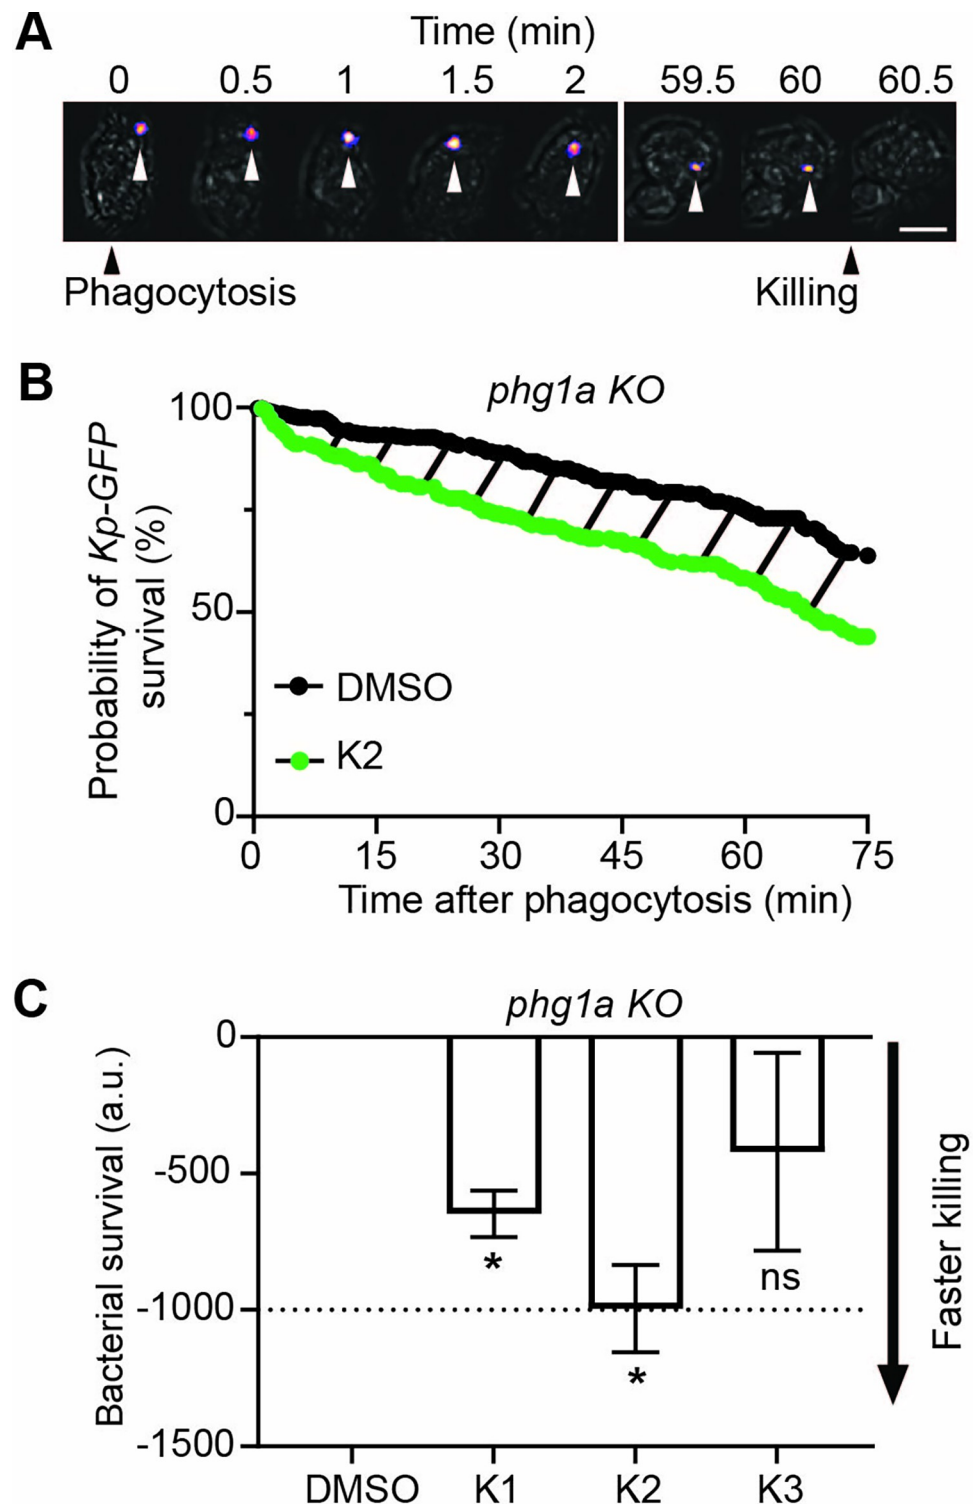 A
Time (min)
0 0.5 1 1.5 2 59.5 60 60.5
Phagocytosis
Killing
B
phg1a KO
Probability of Kp-GFP
survival (%)
100
50
0
DMSO
K2
0 15 30 45 60 75
Time after phagocytosis (min)
C
phg1a KO
Bacterial survival (a.u.)
0
-500
-1000
-1500
*
*
ns
Faster killing
DMSO K1 K2 K3